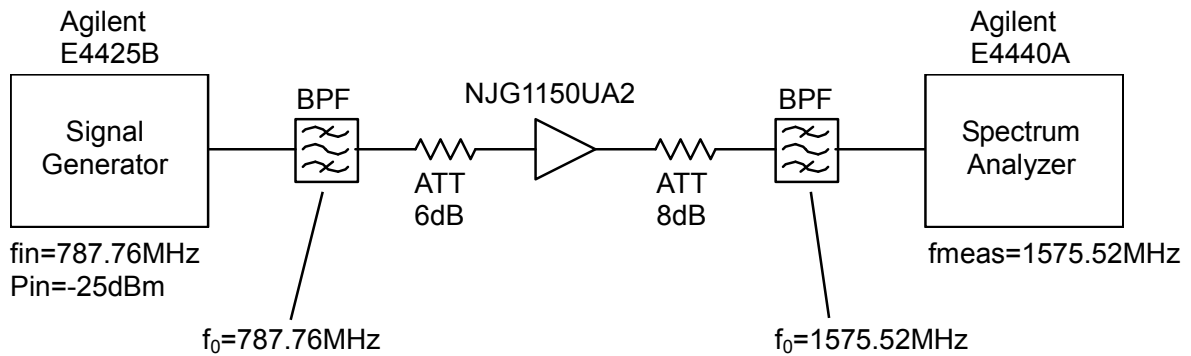 Agilent
E4425B
Signal
Generator
fin=787.76MHz
Pin=-25dBm
BPF
f₀=787.76MHz
ATT
6dB
NJG1150UA2
ATT
8dB
BPF
f₀=1575.52MHz
Agilent
E4440A
Spectrum
Analyzer
fmeas=1575.52MHz